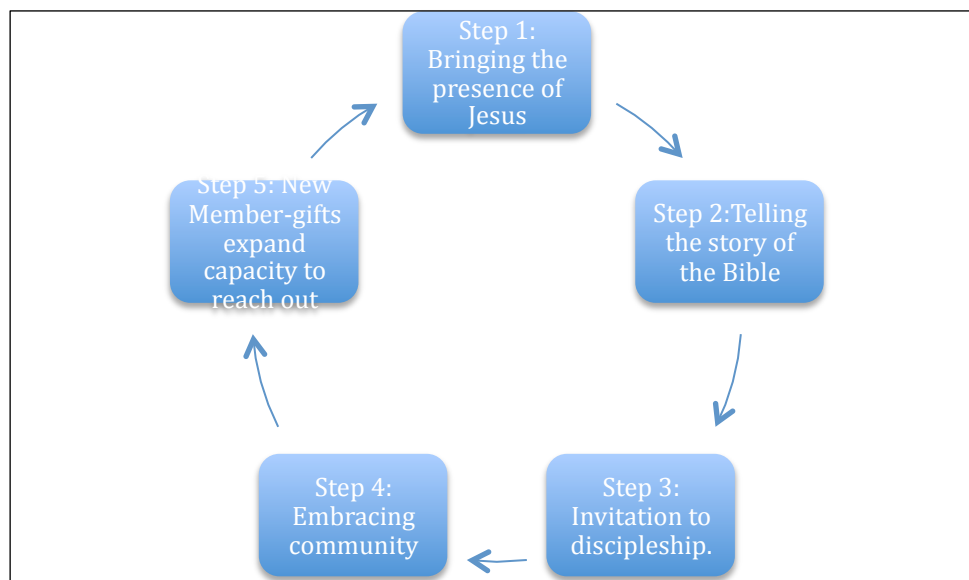 Step 1:
Bringing the
presence of
Jesus
Step 2:Telling
the story of
the Bible
Step 3:
Invitation to
discipleship.
Step 4:
Embracing
community
Step 5: New
Member-gifts
expand
capacity to
reach out